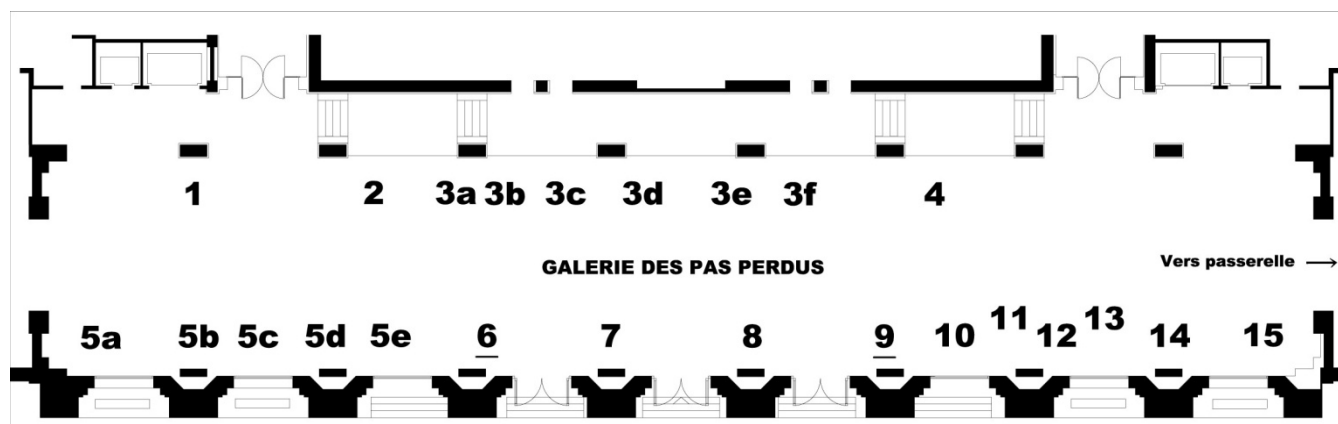 1 2 3a 3b 3c 3d 3e 3f 4
GALERIE DES PAS PERDUS
Vers passerelle →
5a 5b 5c 5d 5e 6 7 8 9 10 11 12 13 14 15